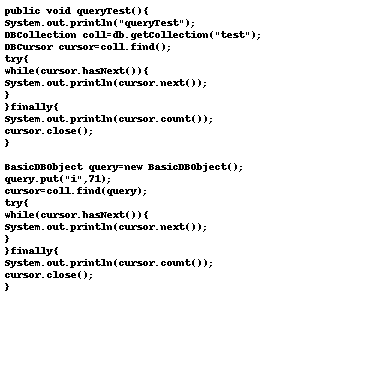 public void queryTest(){
System.out.println("queryTest");
DBCollection coll=db.getCollection("test");
DBCursor cursor=coll.find();
try{
while(cursor.hasNext()){
System.out.println(cursor.next());
}
}finally{
System.out.println(cursor.count());
cursor.close();
}
BasicDBObject query=new BasicDBObject();
query.put("i",71);
cursor=coll.find(query);
try{
while(cursor.hasNext()){
System.out.println(cursor.next());
}
}finally{
System.out.println(cursor.count());
cursor.close();
}